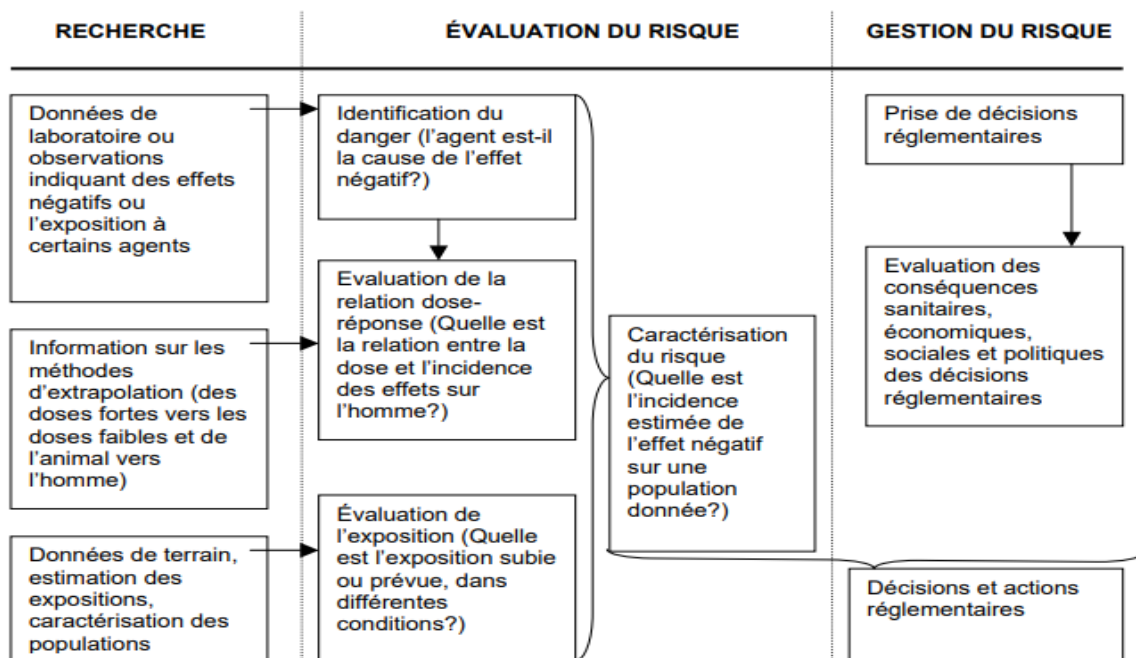 RECHERCHE
ÉVALUATION DU RISQUE
GESTION DU RISQUE
Données de
laboratoire ou
observations
indiquant des effets
négatifs ou
l'exposition à
certains agents
Identification du
danger (l'agent est-il
la cause de l'effet
négatif?)
Prise de décisions
réglementaires
Evaluation de la
relation dose-
réponse (Quelle est
la relation entre la
dose et l'incidence
des effets sur
l'homme?)
Evaluation des
conséquences
sanitaires,
économiques,
sociales et politiques
des décisions
réglementaires
Information sur les
méthodes
d'extrapolation (des
doses fortes vers les
doses faibles et de
l'animal vers
l'homme)
Caractérisation
du risque
(Quelle est
l'incidence
estimée de
l'effet négatif
sur une
population
donnée?)
Données de terrain,
estimation des
expositions,
caractérisation des
populations
Évaluation de
l'exposition (Quelle
est l'exposition subie
ou prévue, dans
différentes
conditions?)
Décisions et actions
réglementaires